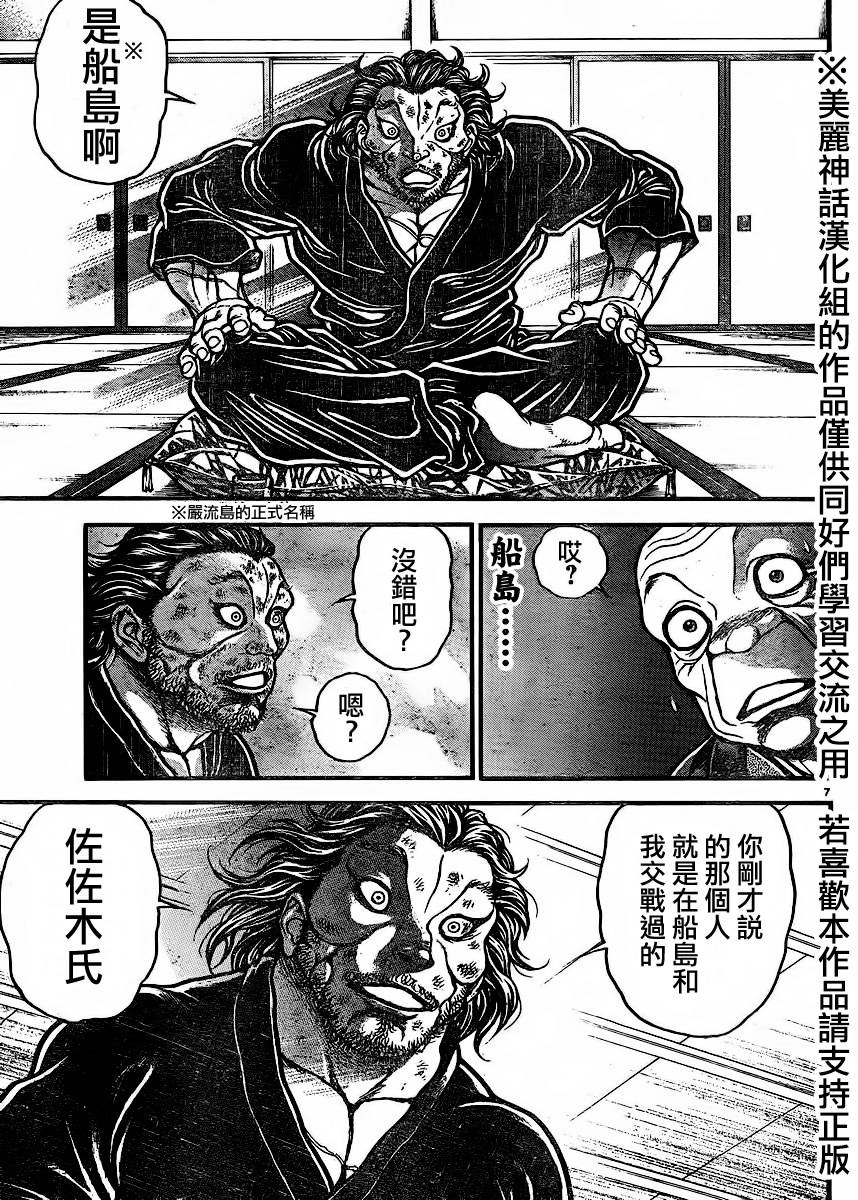 是船島啊
※
※嚴流島的正式名稱
哎？
船島……
沒錯吧？
嗯？
你剛才説
的那個人
就是在船島和
我交戰過的
佐佐木氏
7
※美麗神話漢化組的作品僅供同好們學習交流之用
若喜歡本作品請支持正版